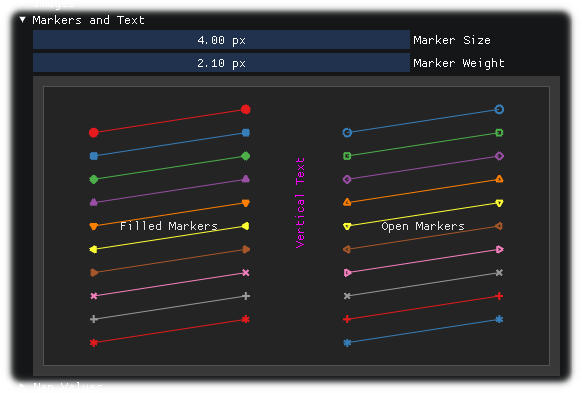 Markers and Text
4.00 px Marker Size
2.10 px Marker Weight
Vertical Text
Filled Markers
Open Markers